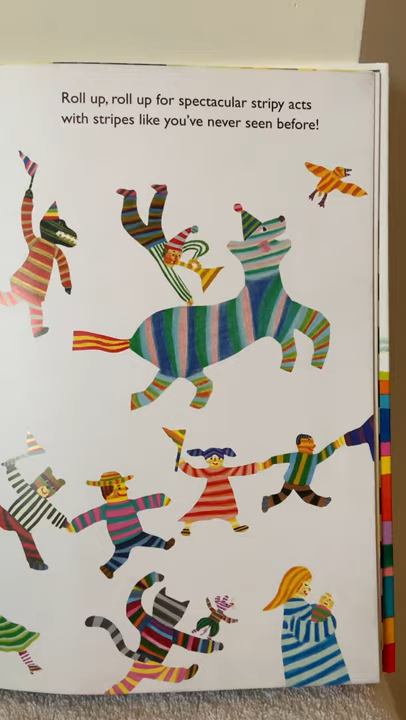 Roll up, roll up for spectacular stripy acts
with stripes like you've never seen before!